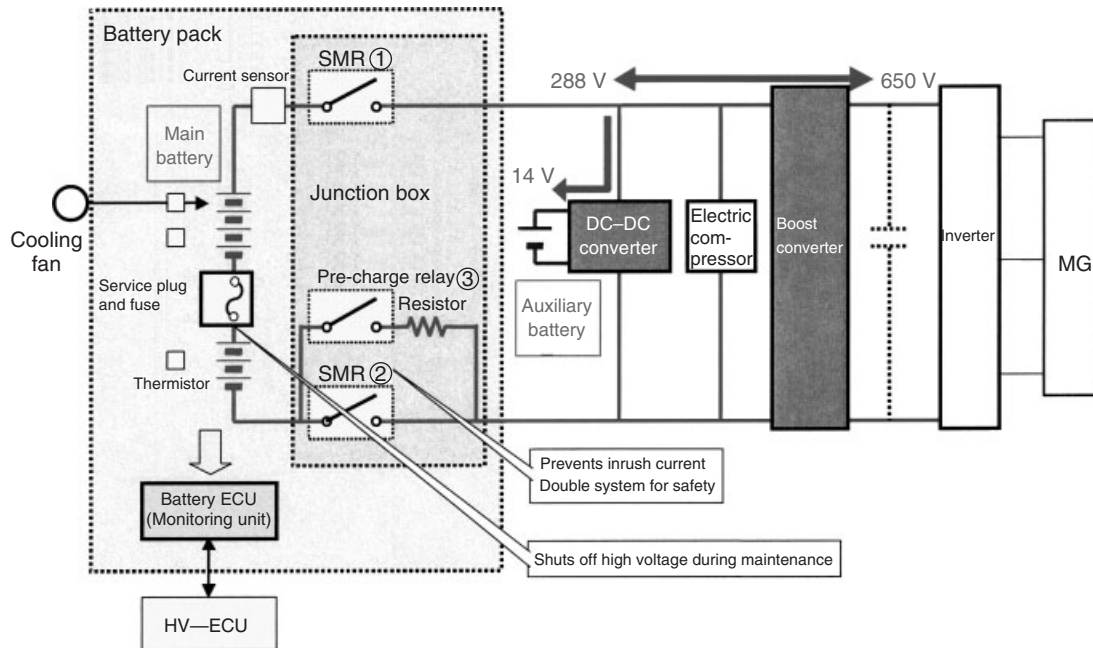 Battery pack
SMR ①
Current sensor
288 V
650 V
Main
battery
14 V
Junction box
DC–DC
converter
Electric
com-
pressor
Boost
converter
Inverter
MG
Cooling
fan
Service plug
and fuse
Pre-charge relay ③
Resistor
Auxiliary
battery
Thermistor
SMR ②
Prevents inrush current
Double system for safety
Battery ECU
(Monitoring unit)
Shuts off high voltage during maintenance
HV—ECU